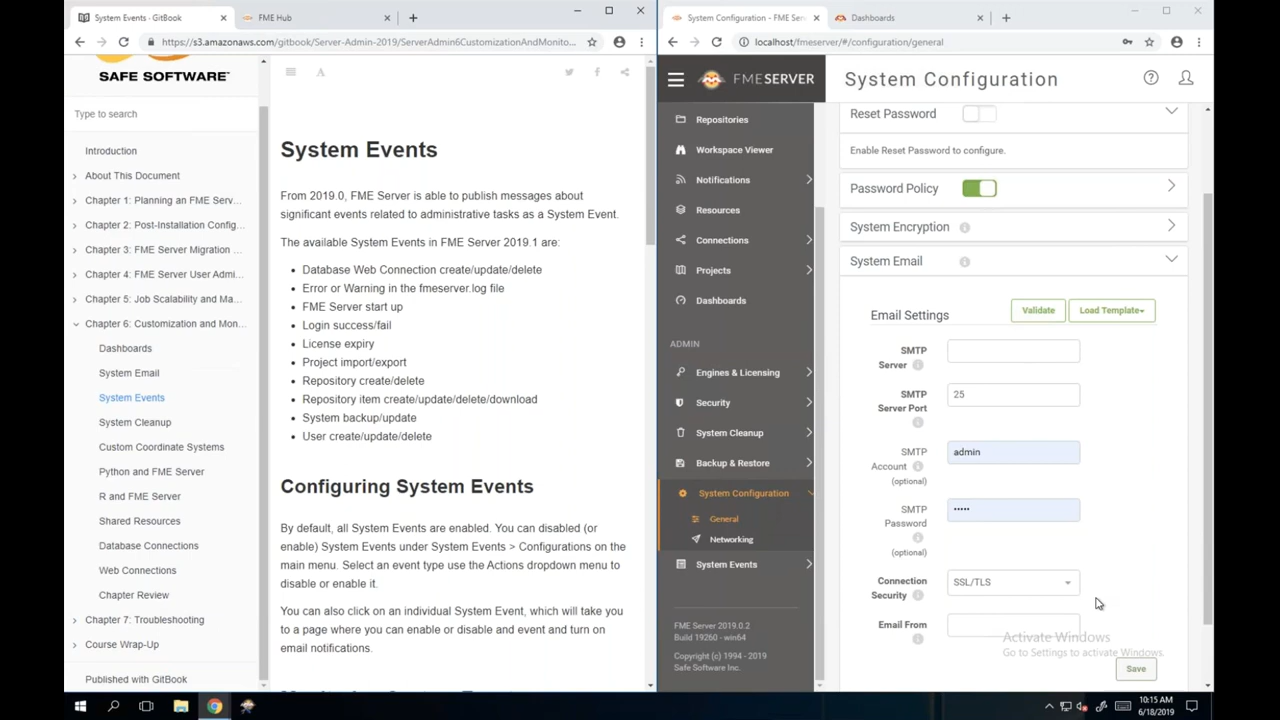 System Events - GitBook
FME Hub
https://s3.amazonaws.com/gitbook/Server-Admin-2019/ServerAdmin6CustomizationAndMonito...
SAFE SOFTWARE™
Type to search
Introduction
About This Document
Chapter 1: Planning an FME Serv...
Chapter 2: Post-Installation Config...
Chapter 3: FME Server Migration ...
Chapter 4: FME Server User Admi...
Chapter 5: Job Scalability and Ma...
Chapter 6: Customization and Mon...
Dashboards
System Email
System Events
System Cleanup
Custom Coordinate Systems
Python and FME Server
R and FME Server
Shared Resources
Database Connections
Web Connections
Chapter Review
Chapter 7: Troubleshooting
Course Wrap-Up
Published with GitBook
A
System Events
From 2019.0, FME Server is able to publish messages about
significant events related to administrative tasks as a System Event.
The available System Events in FME Server 2019.1 are:
• Database Web Connection create/update/delete
• Error or Warning in the fmeserver.log file
• FME Server start up
• Login success/fail
• License expiry
• Project import/export
• Repository create/delete
• Repository item create/update/delete/download
• System backup/update
• User create/update/delete
Configuring System Events
By default, all System Events are enabled. You can disabled (or
enable) System Events under System Events > Configurations on the
main menu. Select an event type use the Actions dropdown menu to
disable or enable it.
You can also click on an individual System Event, which will take you
to a page where you can enable or disable and event and turn on
email notifications.
System Configuration - FME Ser
Dashboards
localhost/fmeserver/#/configuration/general
FMESERVER
System Configuration
Repositories
Workspace Viewer
Notifications
Resources
Connections
Projects
Dashboards
ADMIN
Engines & Licensing
Security
System Cleanup
Backup & Restore
System Configuration
General
Networking
System Events
FME Server 2019.0.2
Build 19260 - win64
Copyright (c) 1994 - 2019
Safe Software Inc.
Reset Password
Enable Reset Password to configure.
Password Policy
System Encryption
System Email
Email Settings
Validate
Load Template
SMTP
Server
SMTP
Server Port
25
SMTP
Account
(optional)
admin
SMTP
Password
(optional)
•••••
Connection
Security
SSL/TLS
Email From
Activate Windows
Go to Settings to activate Windows.
Save
10:15 AM
6/18/2019